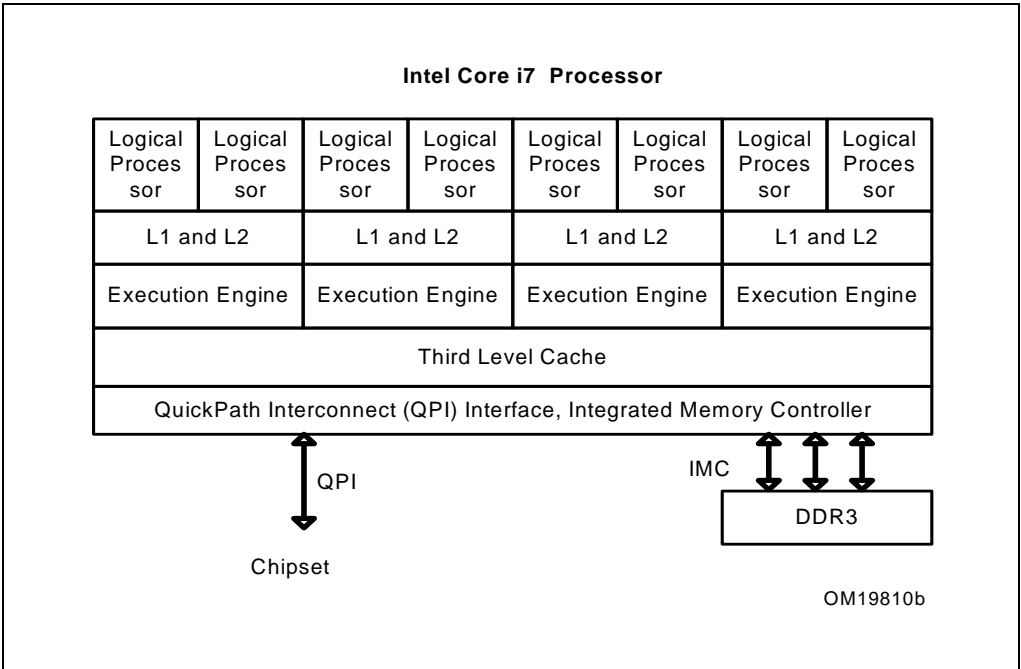 Intel Core i7 Processor
Logical Logical Logical Logical Logical Logical Logical Logical
Proces Proces Proces Proces Proces Proces Proces Proces
sor sor sor sor sor sor sor sor
L1 and L2 L1 and L2 L1 and L2 L1 and L2
Execution Engine Execution Engine Execution Engine Execution Engine
Third Level Cache
QuickPath Interconnect (QPI) Interface, Integrated Memory Controller
QPI
IMC
DDR3
Chipset
OM19810b